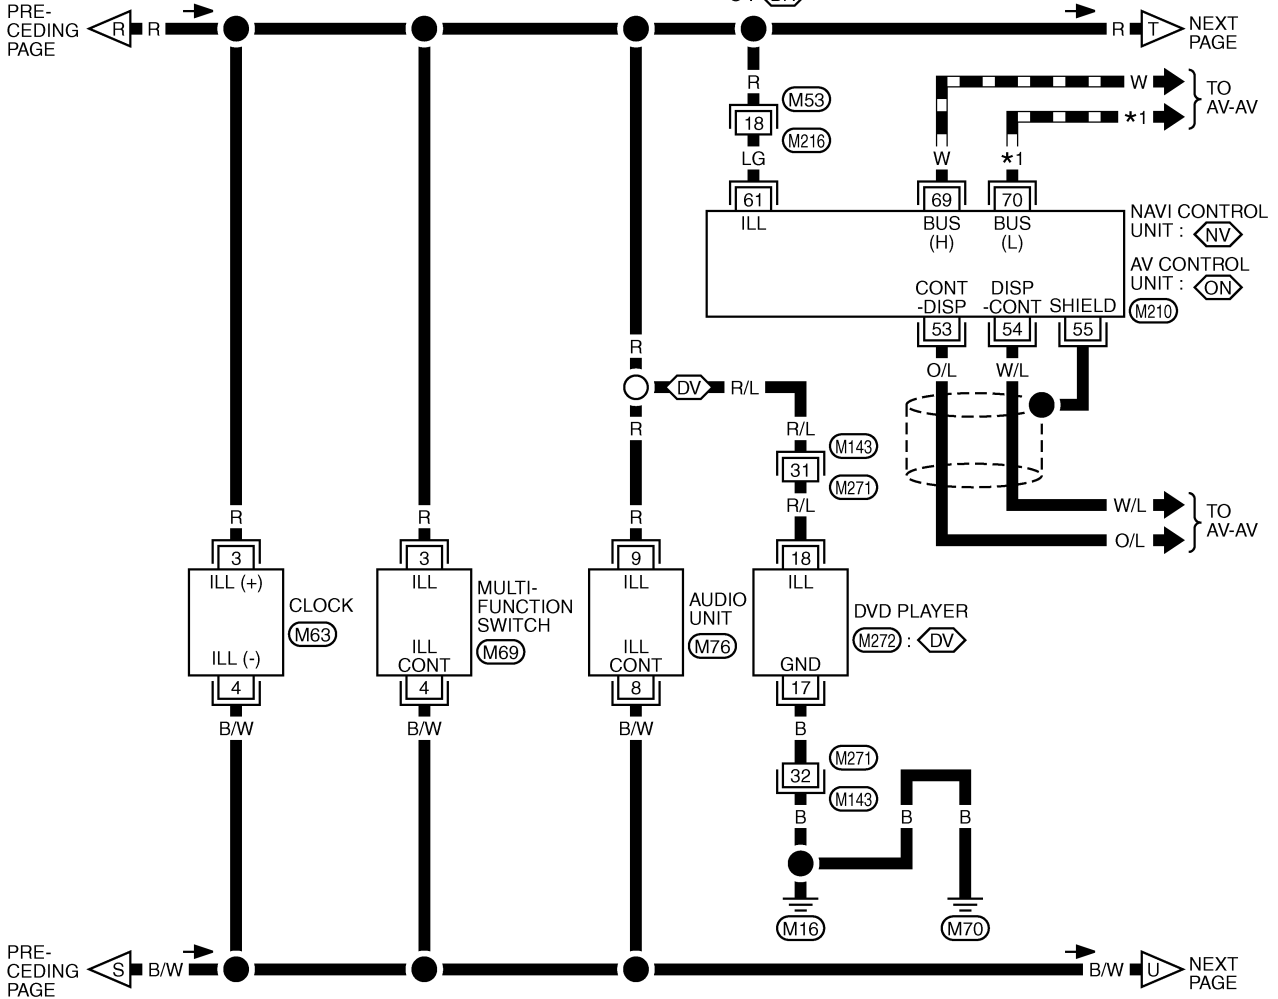 PRE-
CEDING
PAGE
R
R
R
T
NEXT
PAGE
R
M53
18
M216
LG
W
*1
TO
AV-AV
W
*1
61
69
70
ILL
BUS
(H)
BUS
(L)
NAVI CONTROL
UNIT :
NV
AV CONTROL
UNIT :
ON
M210
CONT
-DISP
DISP
-CONT
SHIELD
53
54
55
O/L
W/L
R
DV
R/L
R
R/L
M143
31
M271
R/L
W/L
O/L
TO
AV-AV
R
R
R
3
3
9
18
ILL (+)
ILL (-)
CLOCK
M63
ILL
ILL
CONT
MULTI-
FUNCTION
SWITCH
M69
ILL
ILL
CONT
AUDIO
UNIT
M76
ILL
GND
DVD PLAYER
M272 :
DV
4
4
8
17
B/W
B/W
B/W
B
M271
32
M143
B
B
B
M16
M70
PRE-
CEDING
PAGE
S
B/W
B/W
U
NEXT
PAGE